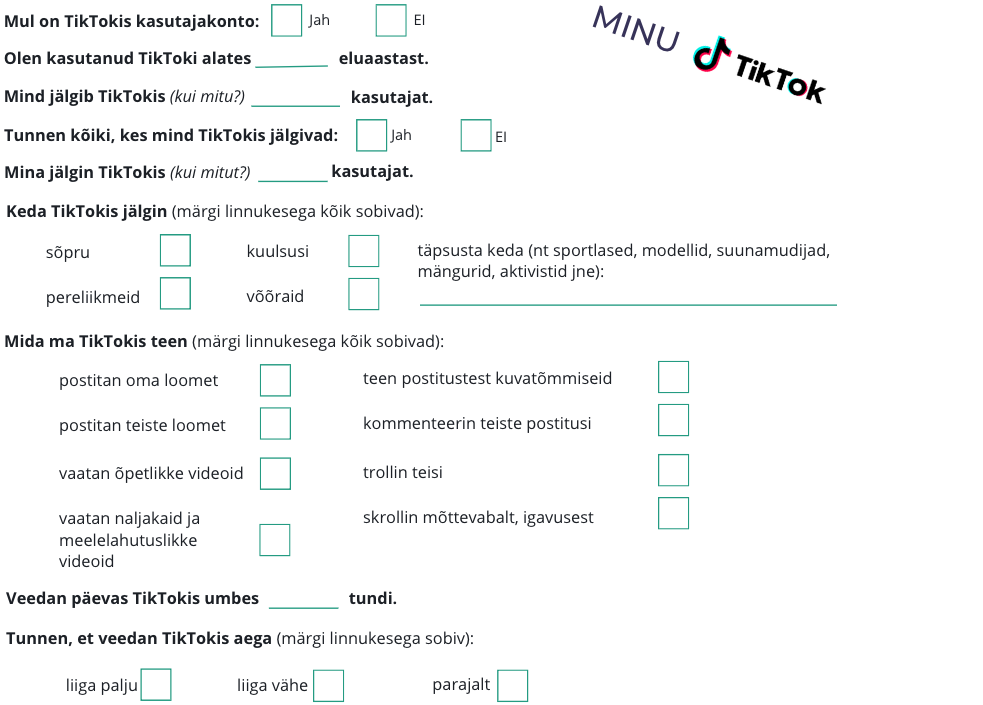 MINU
TikTok
Mul on TikTokis kasutajakonto: Jah EI
Olen kasutanud TikToki alates eluaastast.
Mind jälgib TikTokis (kui mitu?) kasutajat.
Tunnen kõiki, kes mind TikTokis jälgivad: Jah EI
Mina jälgin TikTokis (kui mitut?) kasutajat.
Keda TikTokis jälgin (märgi linnukesega kõik sobivad):
sõpru kuulsusi täpsusta keda (nt sportlased, modellid, suunamudijad,
mängurid, aktivistid jne):
pereliikmeid võõraid
Mida ma TikTokis teen (märgi linnukesega kõik sobivad):
postitan oma loomet teen postitustest kuvatõmmiseid
postitan teiste loomet kommenteerin teiste postitusi
vaatan õpetlikke videoid trollin teisi
vaatan naljakaid ja skrollin mõttevabalt, igavusest
meelelahutuslikke
videoid
Veedan päevas TikTokis umbes tundi.
Tunnen, et veedan TikTokis aega (märgi linnukesega sobiv):
liiga palju liiga vähe parajalt